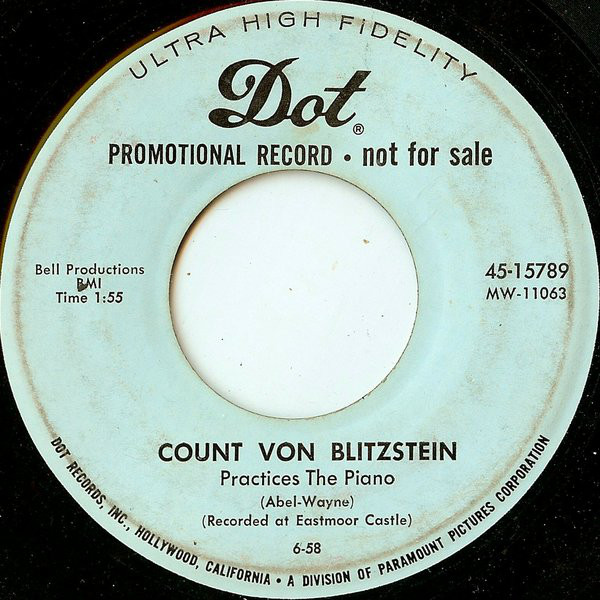 ULTRA HIGH FIDELITY
Dot®
PROMOTIONAL RECORD • not for sale
Bell Productions
BMI
Time 1:55
45-15789
MW-11063
COUNT VON BLITZSTEIN
Practices The Piano
(Abel-Wayne)
(Recorded at Eastmoor Castle)
6-58
DOT RECORDS, INC., HOLLYWOOD, CALIFORNIA • A DIVISION OF PARAMOUNT PICTURES CORPORATION